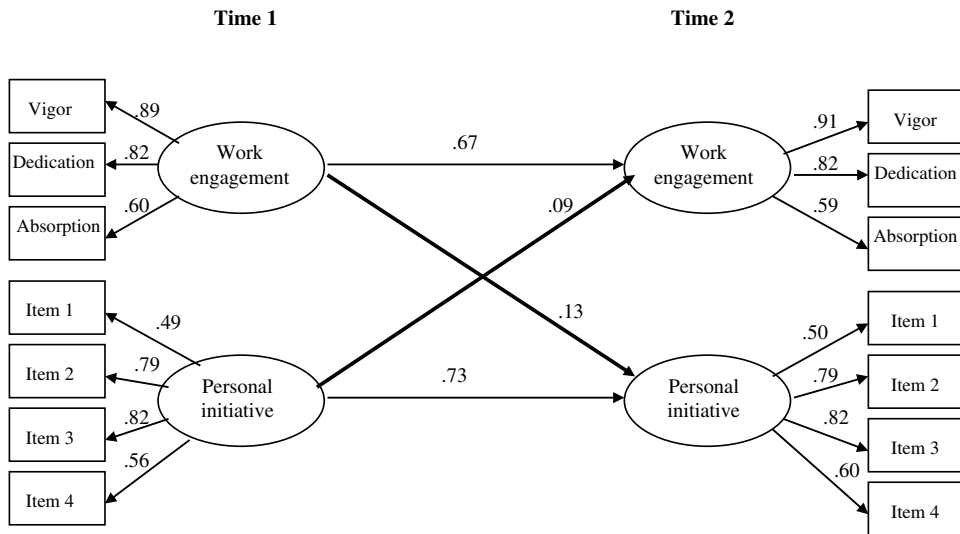 Time 1
Time 2
Vigor
Dedication
Absorption
.89
.82
.60
Work
engagement
.67
Work
engagement
.91
.82
.59
Vigor
Dedication
Absorption
.09
.13
Item 1
Item 2
Item 3
Item 4
.49
.79
.82
.56
Personal
initiative
.73
Personal
initiative
.50
.79
.82
.60
Item 1
Item 2
Item 3
Item 4